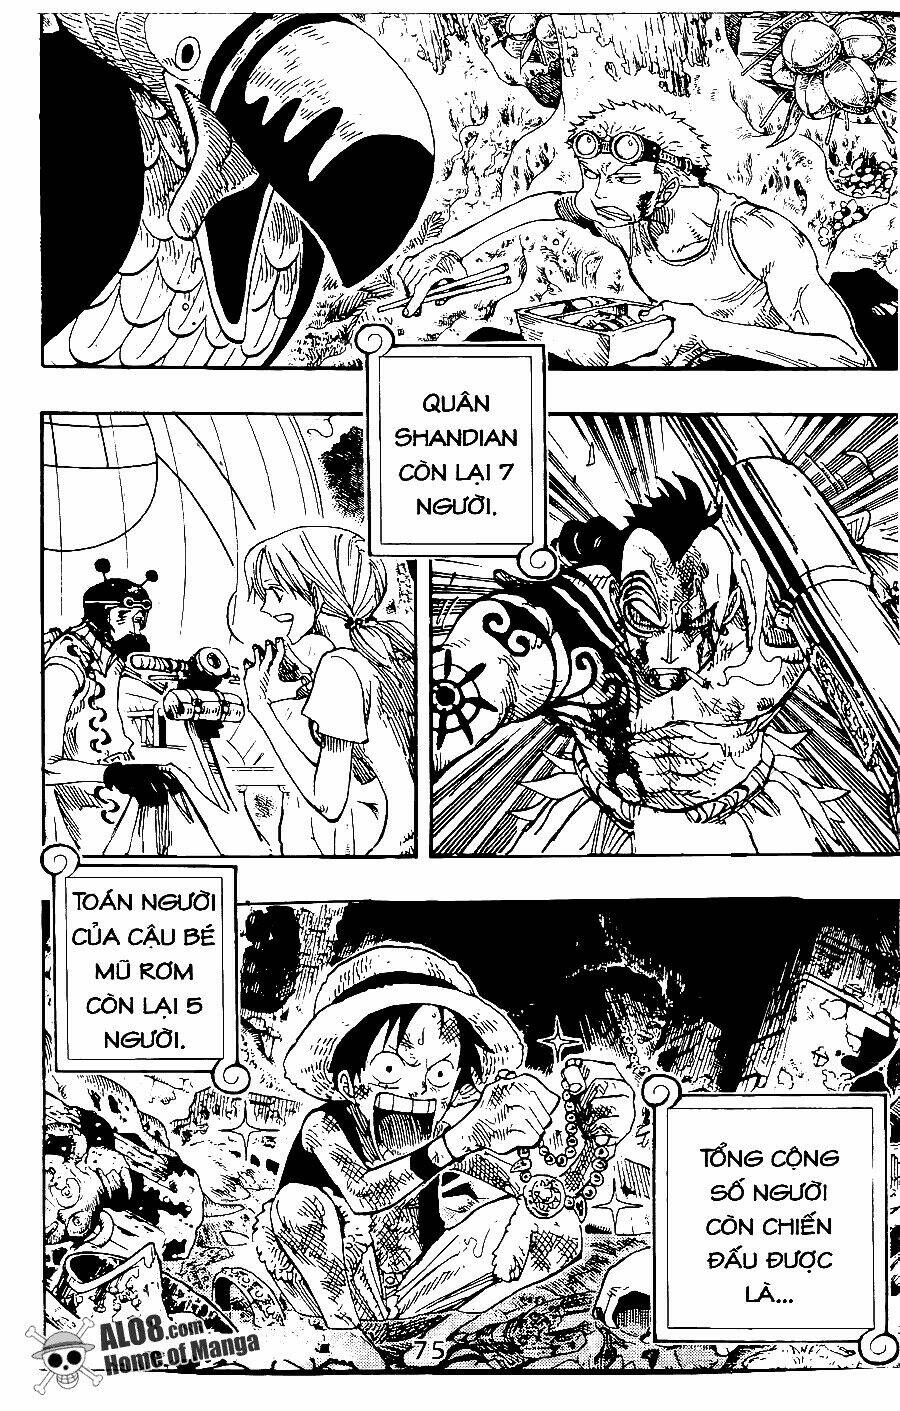 QUÂN
SHANDIAN
CÒN LẠI 7
NGƯỜI.
TOÁN NGƯỜI
CỦA CẬU BÉ
MŨ RƠM
CÒN LẠI 5
NGƯỜI.
TỔNG CỘNG
SỐ NGƯỜI
CÒN CHIẾN
ĐẤU ĐƯỢC
LÀ...
75
ALO8.com
Home of Manga